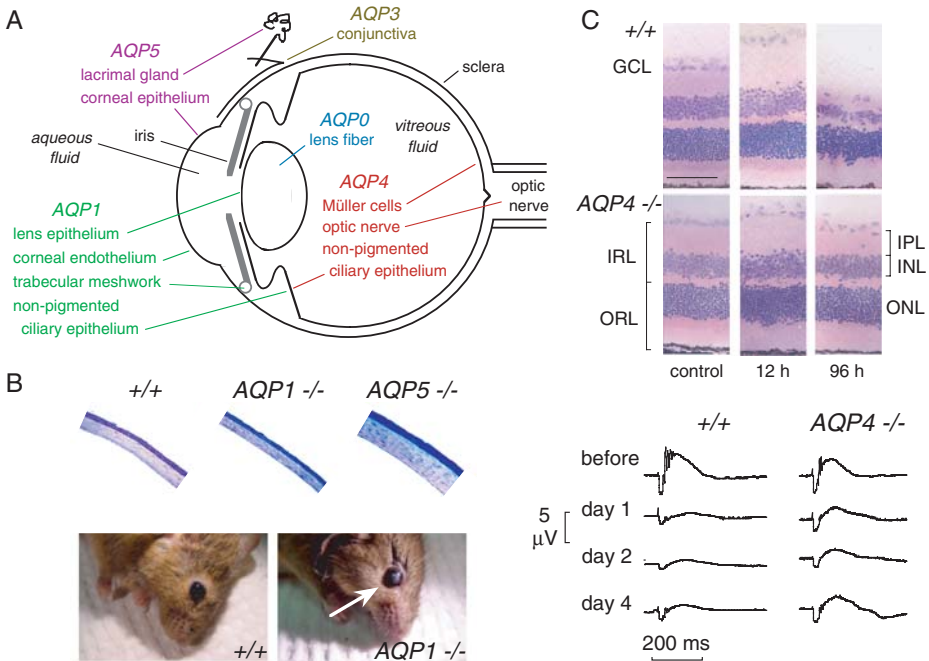 A
AQP3
conjunctiva
AQP5
lacrimal gland
corneal epithelium
sclera
aqueous
fluid
iris
AQP0
lens fiber
vitreous
fluid
AQP4
Müller cells
optic nerve
non-pigmented
ciliary epithelium
optic
nerve
AQP1
lens epithelium
corneal endothelium
trabecular meshwork
non-pigmented
ciliary epithelium
B
+/+
AQP1 -/-
AQP5 -/-
+/+
AQP1 -/-
C
+/+
GCL
AQP4 -/-
IRL
ORL
IPL
INL
ONL
control
12 h
96 h
+/+
AQP4 -/-
before
day 1
5
μV
day 2
day 4
200 ms